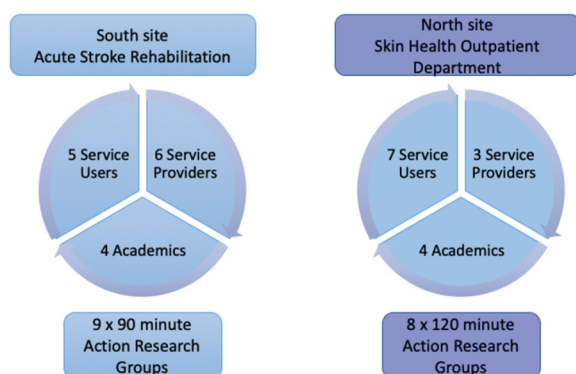 South site
Acute Stroke Rehabilitation
5 Service
Users
6 Service
Providers
4 Academics
9 x 90 minute
Action Research
Groups
North site
Skin Health Outpatient
Department
7 Service
Users
3 Service
Providers
4 Academics
8 x 120 minute
Action Research
Groups